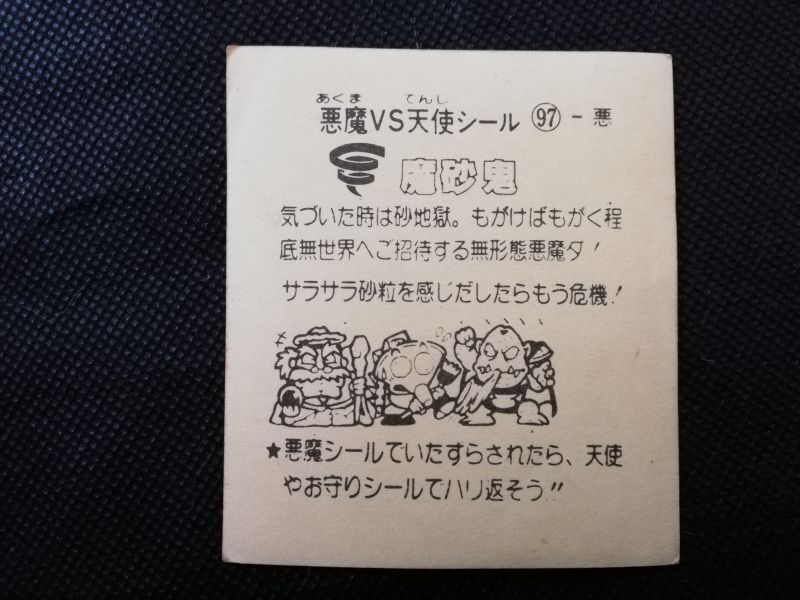 あくま てんし
悪魔VS天使シール ㊼97-悪
魔砂鬼
気づいた時は砂地獄。もがけばもがく程
底無世界へご招待する無形態悪魔ダ!
サラサラ砂粒を感じだしたらもう危機!
★悪魔シールでいたずらされたら、天使
やお守りシールでハリ返そう!!